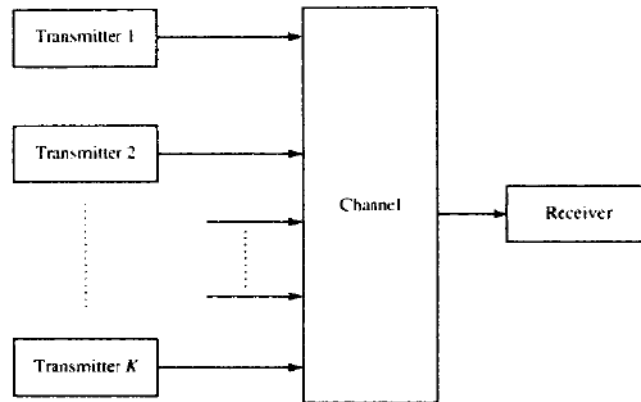 Transmitter 1
Transmitter 2
Channel
Receiver
Transmitter K